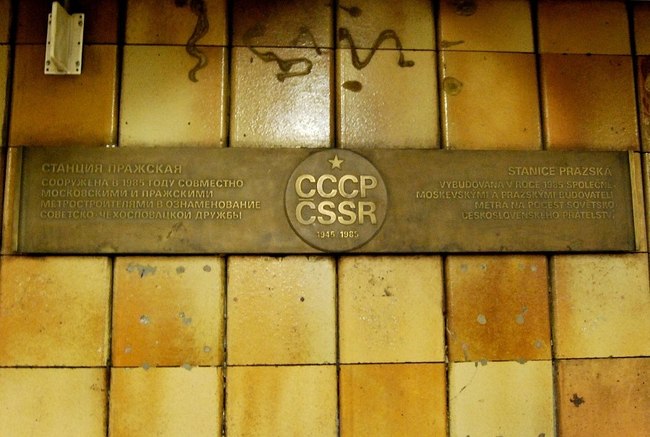 СТАНЦИЯ ПРАЖСКАЯ
СООРУЖЕНА В 1985 ГОДУ СОВМЕСТНО
МОСКОВСКИМИ И ПРАЖСКИМИ
МЕТРОСТРОИТЕЛЯМИ В ОЗНАМЕНОВАНИЕ
СОВЕТСКО-ЧЕХОСЛОВАЦКОЙ ДРУЖБЫ
СССР
CSSR
1945 1985
STANICE PRAŽSKÁ
VYBUDOVÁNA V ROCE 1985 SPOLEČNĚ
MOSKEVSKÝMI A PRAŽSKÝMI BUDOVATELI
METRA NA POČEST SOVĚTSKO
ČESKOSLOVENSKÉHO PŘÁTELSTVÍ